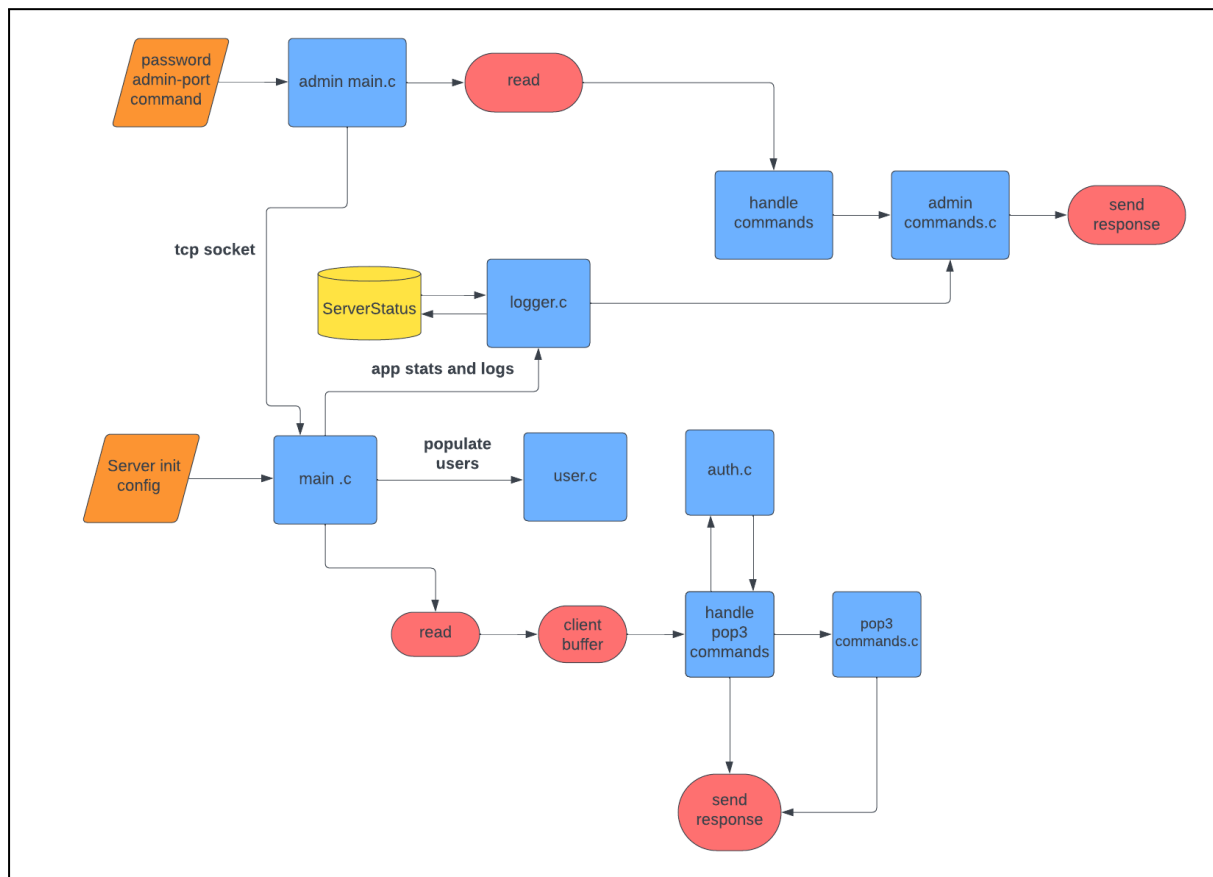 password
admin-port
command
admin main.c
read
handle
commands
admin
commands.c
send
response
tcp socket
ServerStatus
logger.c
app stats and logs
Server init
config
main .c
populate
users
user.c
auth.c
read
client
buffer
handle
pop3
commands
pop3
commands.c
send
response